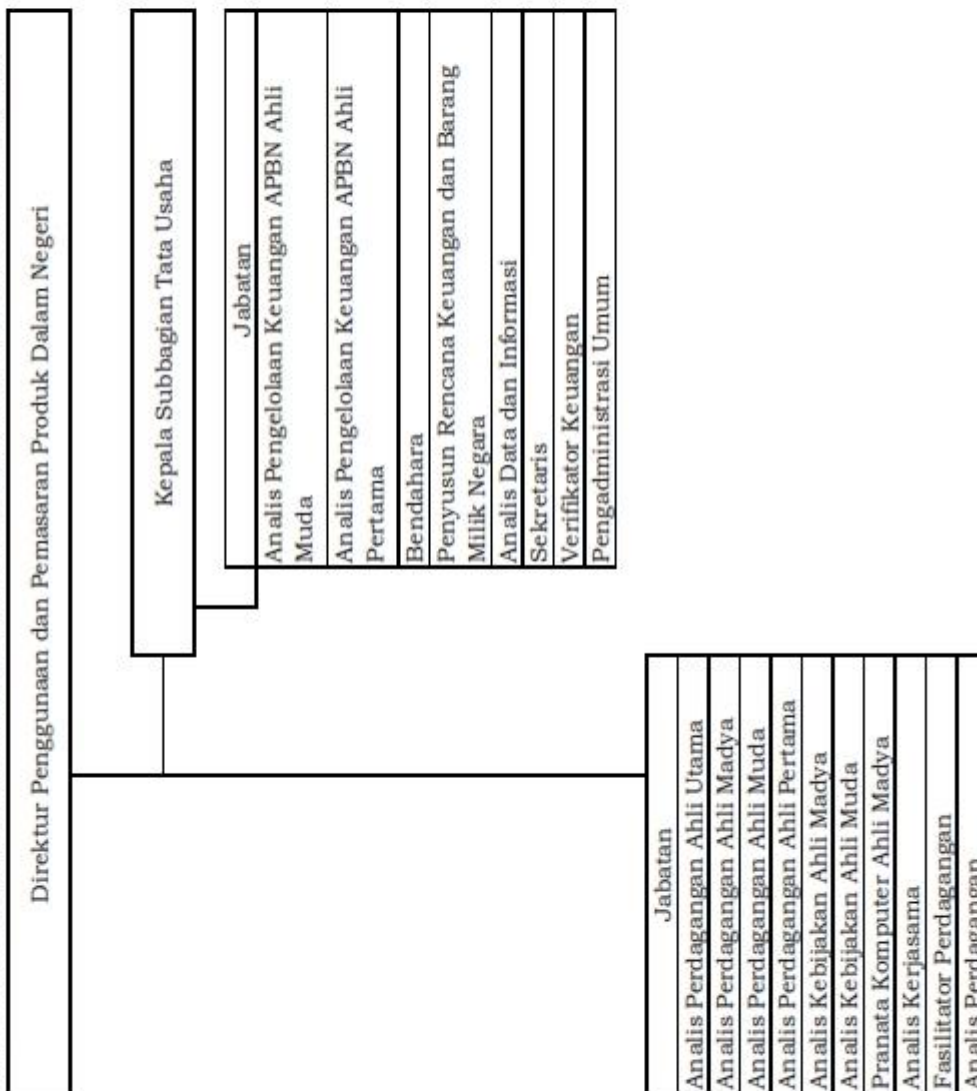 Direktur Penggunaan dan Pemasaran Produk Dalam Negeri
Kepala Subbagian Tata Usaha
Jabatan
Analis Pengelolaan Keuangan APBN Ahli
Muda
Analis Pengelolaan Keuangan APBN Ahli
Pertama
Bendahara
Penyusun Rencana Keuangan dan Barang
Milik Negara
Analis Data dan Informasi
Sekretaris
Verifikator Keuangan
Pengadministrasi Umum
Jabatan
Analis Perdagangan Ahli Utama
Analis Perdagangan Ahli Madya
Analis Perdagangan Ahli Muda
Analis Perdagangan Ahli Pertama
Analis Kebijakan Ahli Madya
Analis Kebijakan Ahli Muda
Pranata Komputer Ahli Madya
Analis Kerjasama
Fasilitator Perdagangan
Analis Perdagangan